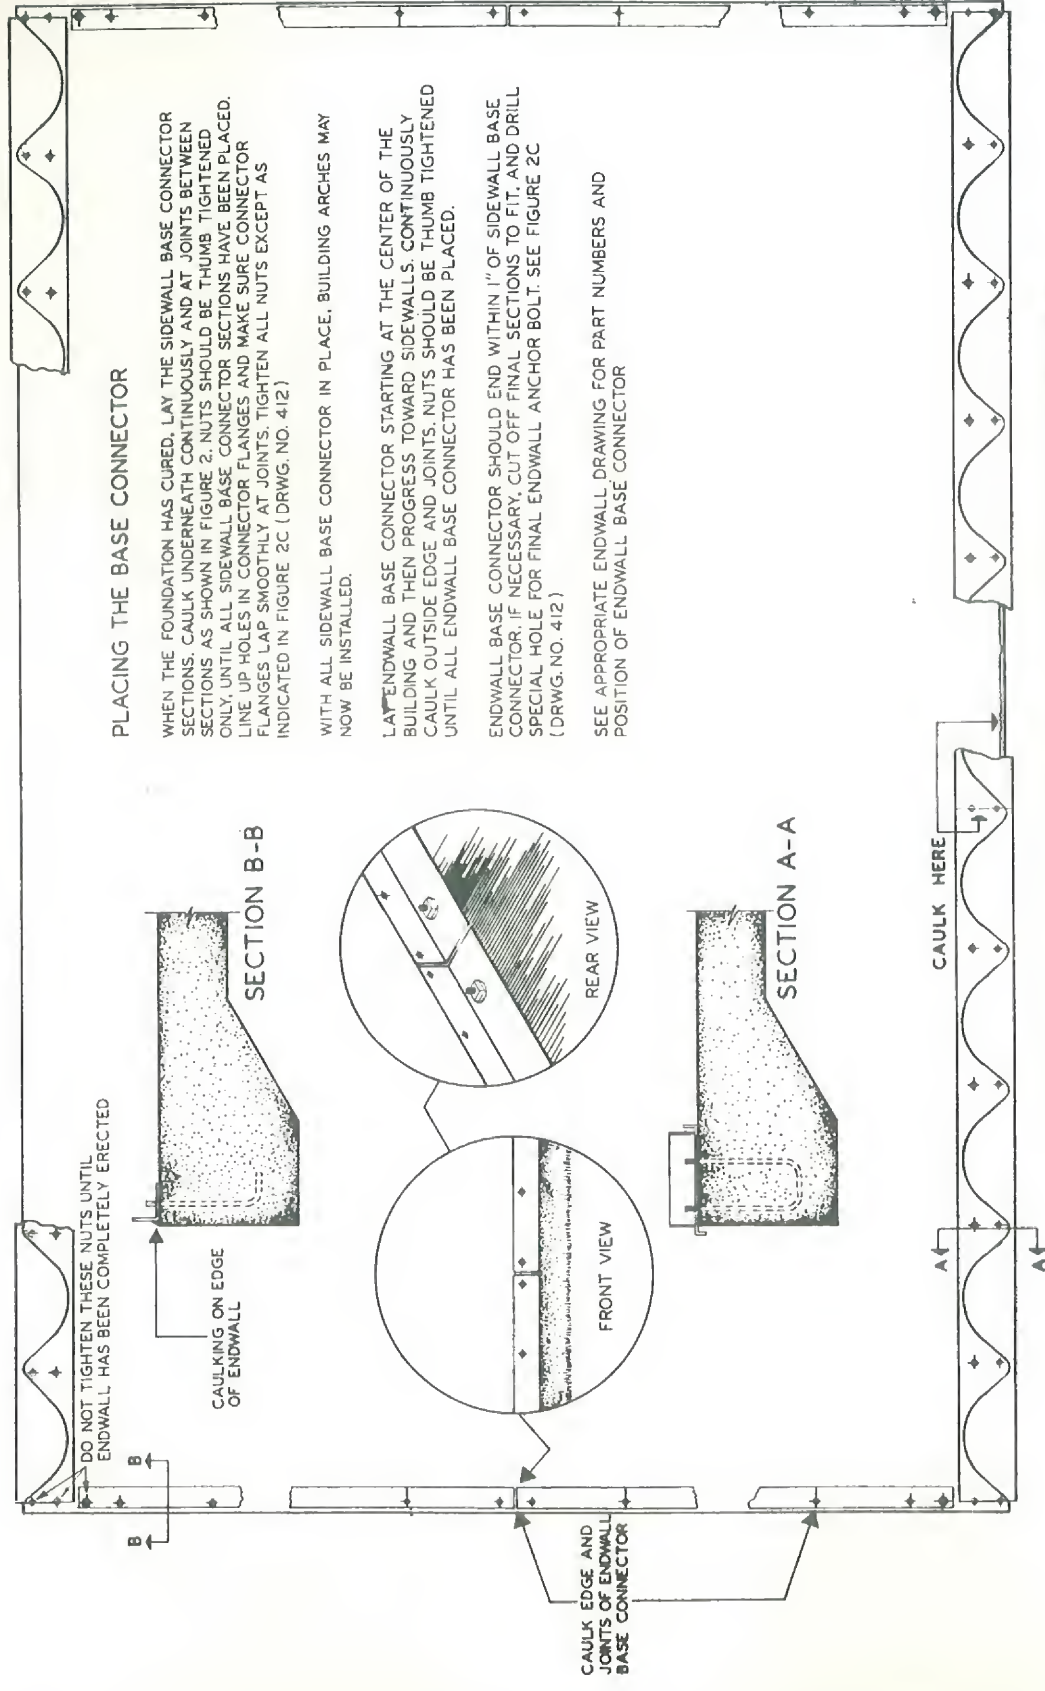 PLACING THE BASE CONNECTOR
WHEN THE FOUNDATION HAS CURED, LAY THE SIDEWALL BASE CONNECTOR
SECTIONS. CAULK UNDERNEATH CONTINUOUSLY AND AT JOINTS BETWEEN
SECTIONS AS SHOWN IN FIGURE 2. NUTS SHOULD BE THUMB TIGHTENED
ONLY, UNTIL ALL SIDEWALL BASE CONNECTOR SECTIONS HAVE BEEN PLACED.
LINE UP HOLES IN CONNECTOR FLANGES AND MAKE SURE CONNECTOR
FLANGES LAP SMOOTHLY AT JOINTS. TIGHTEN ALL NUTS EXCEPT AS
INDICATED IN FIGURE 2C (DRWG. NO. 412)
WITH ALL SIDEWALL BASE CONNECTOR IN PLACE, BUILDING ARCHES MAY
NOW BE INSTALLED.
LAY ENDWALL BASE CONNECTOR STARTING AT THE CENTER OF THE
BUILDING AND THEN PROGRESS TOWARD SIDEWALLS. CONTINUOUSLY
CAULK OUTSIDE EDGE AND JOINTS. NUTS SHOULD BE THUMB TIGHTENED
UNTIL ALL ENDWALL BASE CONNECTOR HAS BEEN PLACED.
ENDWALL BASE CONNECTOR SHOULD END WITHIN 1" OF SIDEWALL BASE
CONNECTOR. IF NECESSARY, CUT OFF FINAL SECTIONS TO FIT, AND DRILL
SPECIAL HOLE FOR FINAL ENDWALL ANCHOR BOLT. SEE FIGURE 2C
(DRWG. NO. 412)
SEE APPROPRIATE ENDWALL DRAWING FOR PART NUMBERS AND
POSITION OF ENDWALL BASE CONNECTOR
DO NOT TIGHTEN THESE NUTS UNTIL
ENDWALL HAS BEEN COMPLETELY ERECTED
B
B
CAULKING ON EDGE
OF ENDWALL
SECTION B-B
FRONT VIEW
REAR VIEW
SECTION A-A
CAULK EDGE AND
JOINTS OF ENDWALL
BASE CONNECTOR
CAULK HERE
A
A